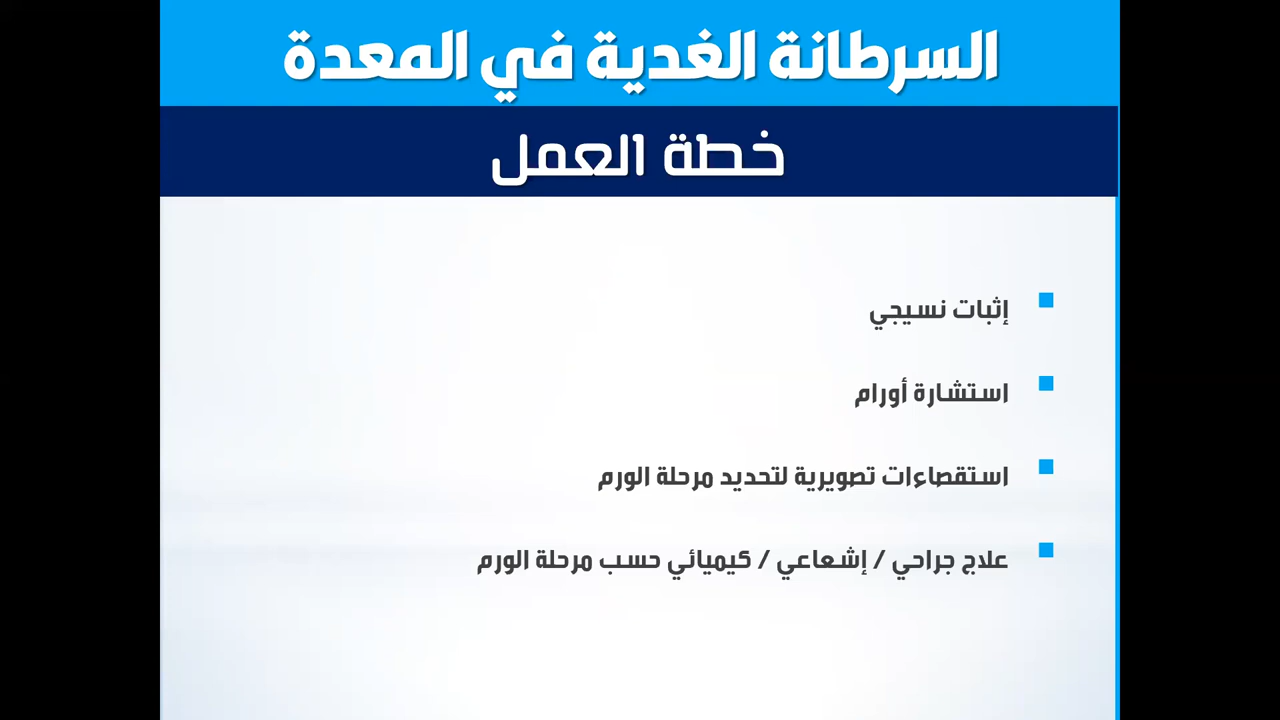 السرطانة الغدية في المعدة
خطة العمل
إثبات نسيجي
استشارة أورام
استقصاءات تصويرية لتحديد مرحلة الورم
علاج جراحي / إشعاعي / كيميائي حسب مرحلة الورم